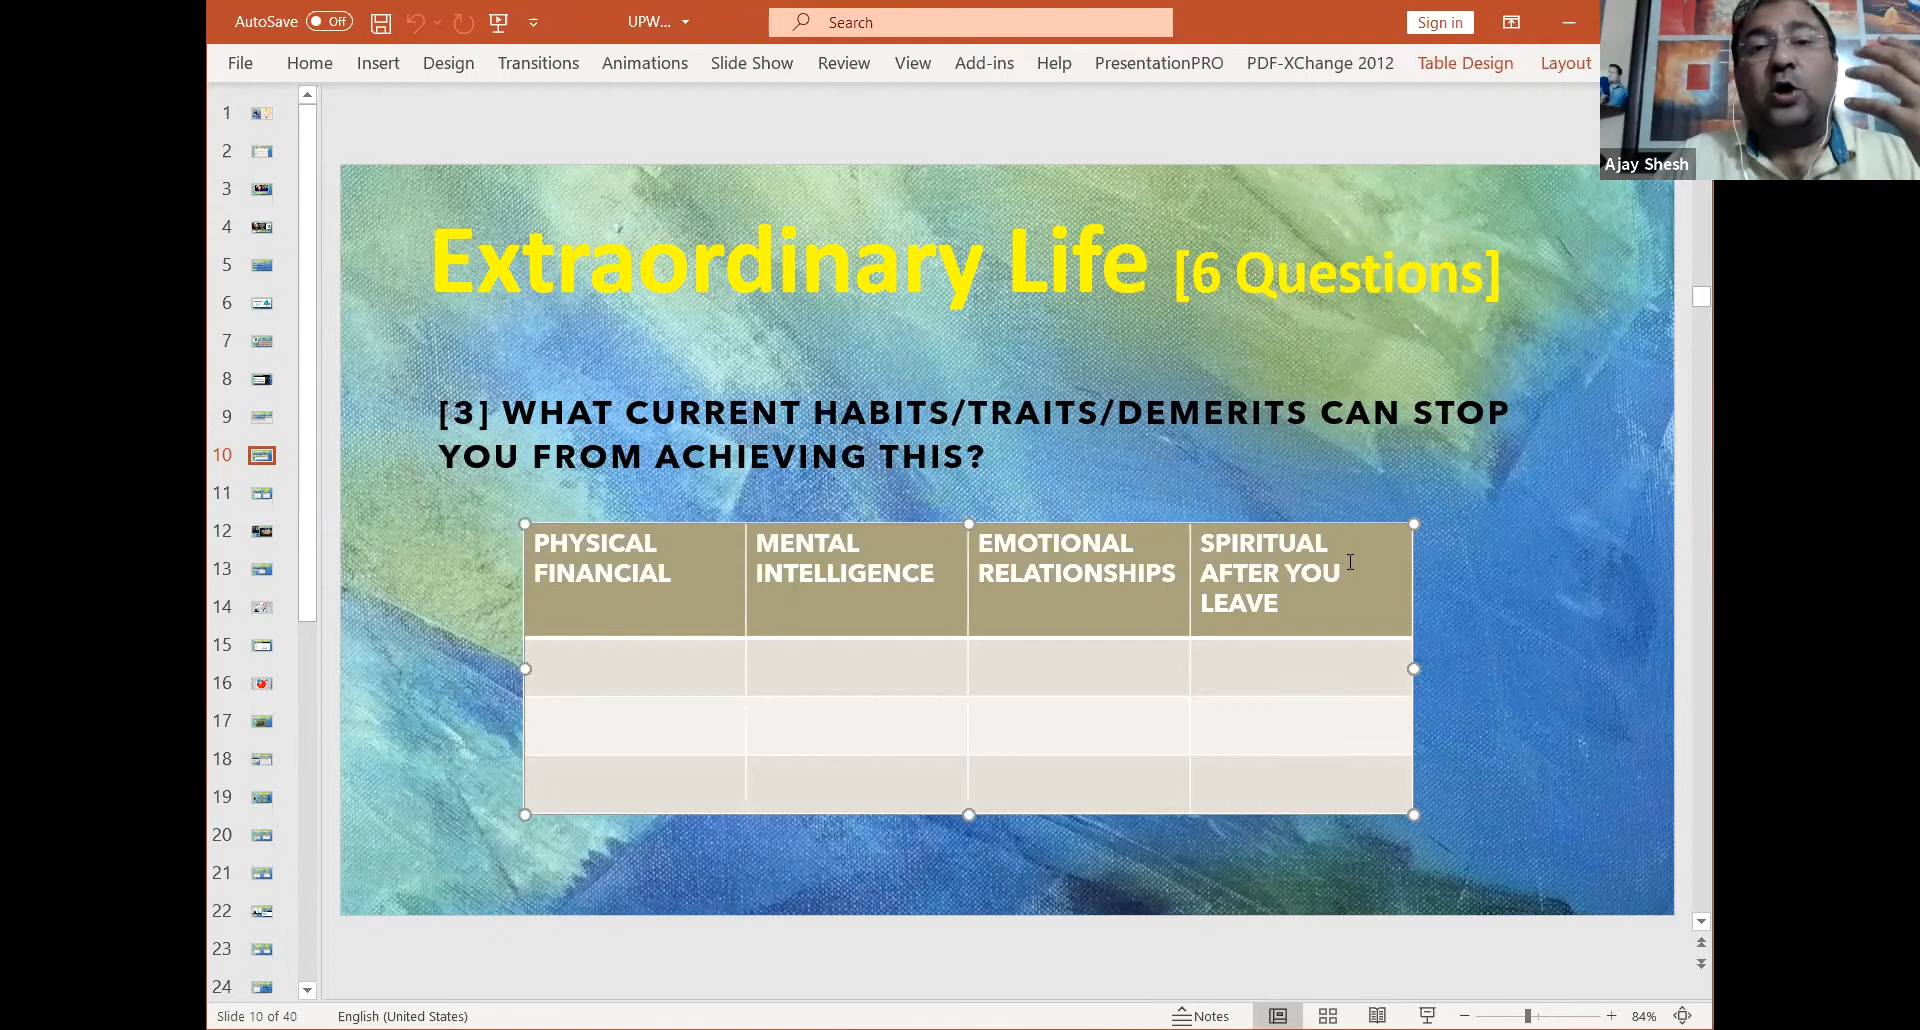 AutoSave Off UPW... Search Sign in
File Home Insert Design Transitions Animations Slide Show Review View Add-ins Help PresentationPRO PDF-XChange 2012 Table Design Layout
Ajay Shesh
1
2
3
4
5
6
7
8
9
10
11
12
13
14
15
16
17
18
19
20
21
22
23
24
Extraordinary Life [6 Questions]
[3] WHAT CURRENT HABITS/TRAITS/DEMERITS CAN STOP
YOU FROM ACHIEVING THIS?
PHYSICAL
FINANCIAL
MENTAL
INTELLIGENCE
EMOTIONAL
RELATIONSHIPS
SPIRITUAL
AFTER YOU
LEAVE
Slide 10 of 40 English (United States) Notes 84%